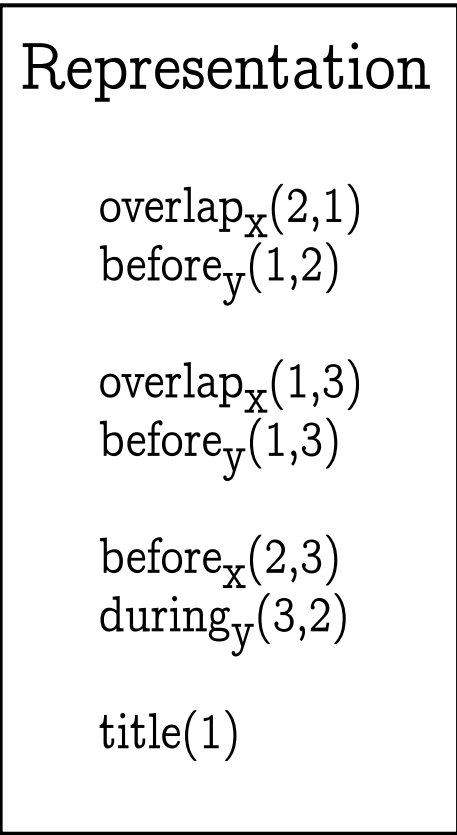 Representation
overlapx(2,1)
beforey(1,2)
overlapx(1,3)
beforey(1,3)
beforex(2,3)
duringy(3,2)
title(1)